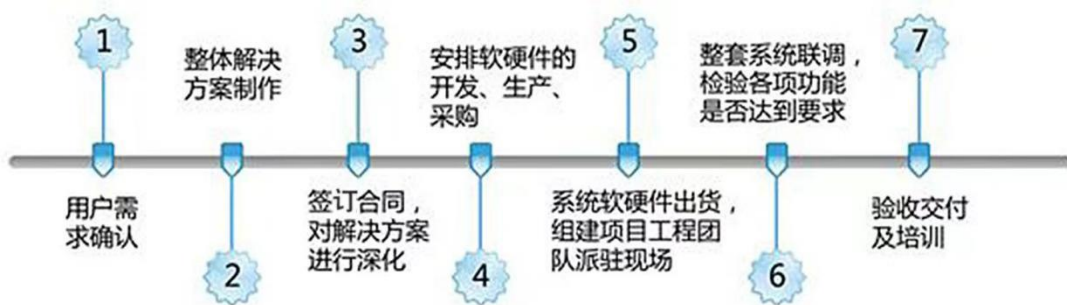 1
用户需
求确认
整体解决
方案制作
2
3
签订合同，
对解决方案
进行深化
安排软硬件的
开发、生产、
采购
4
5
系统软硬件出货，
组建项目工程团
队派驻现场
整套系统联调，
检验各项功能
是否达到要求
6
7
验收交付
及培训